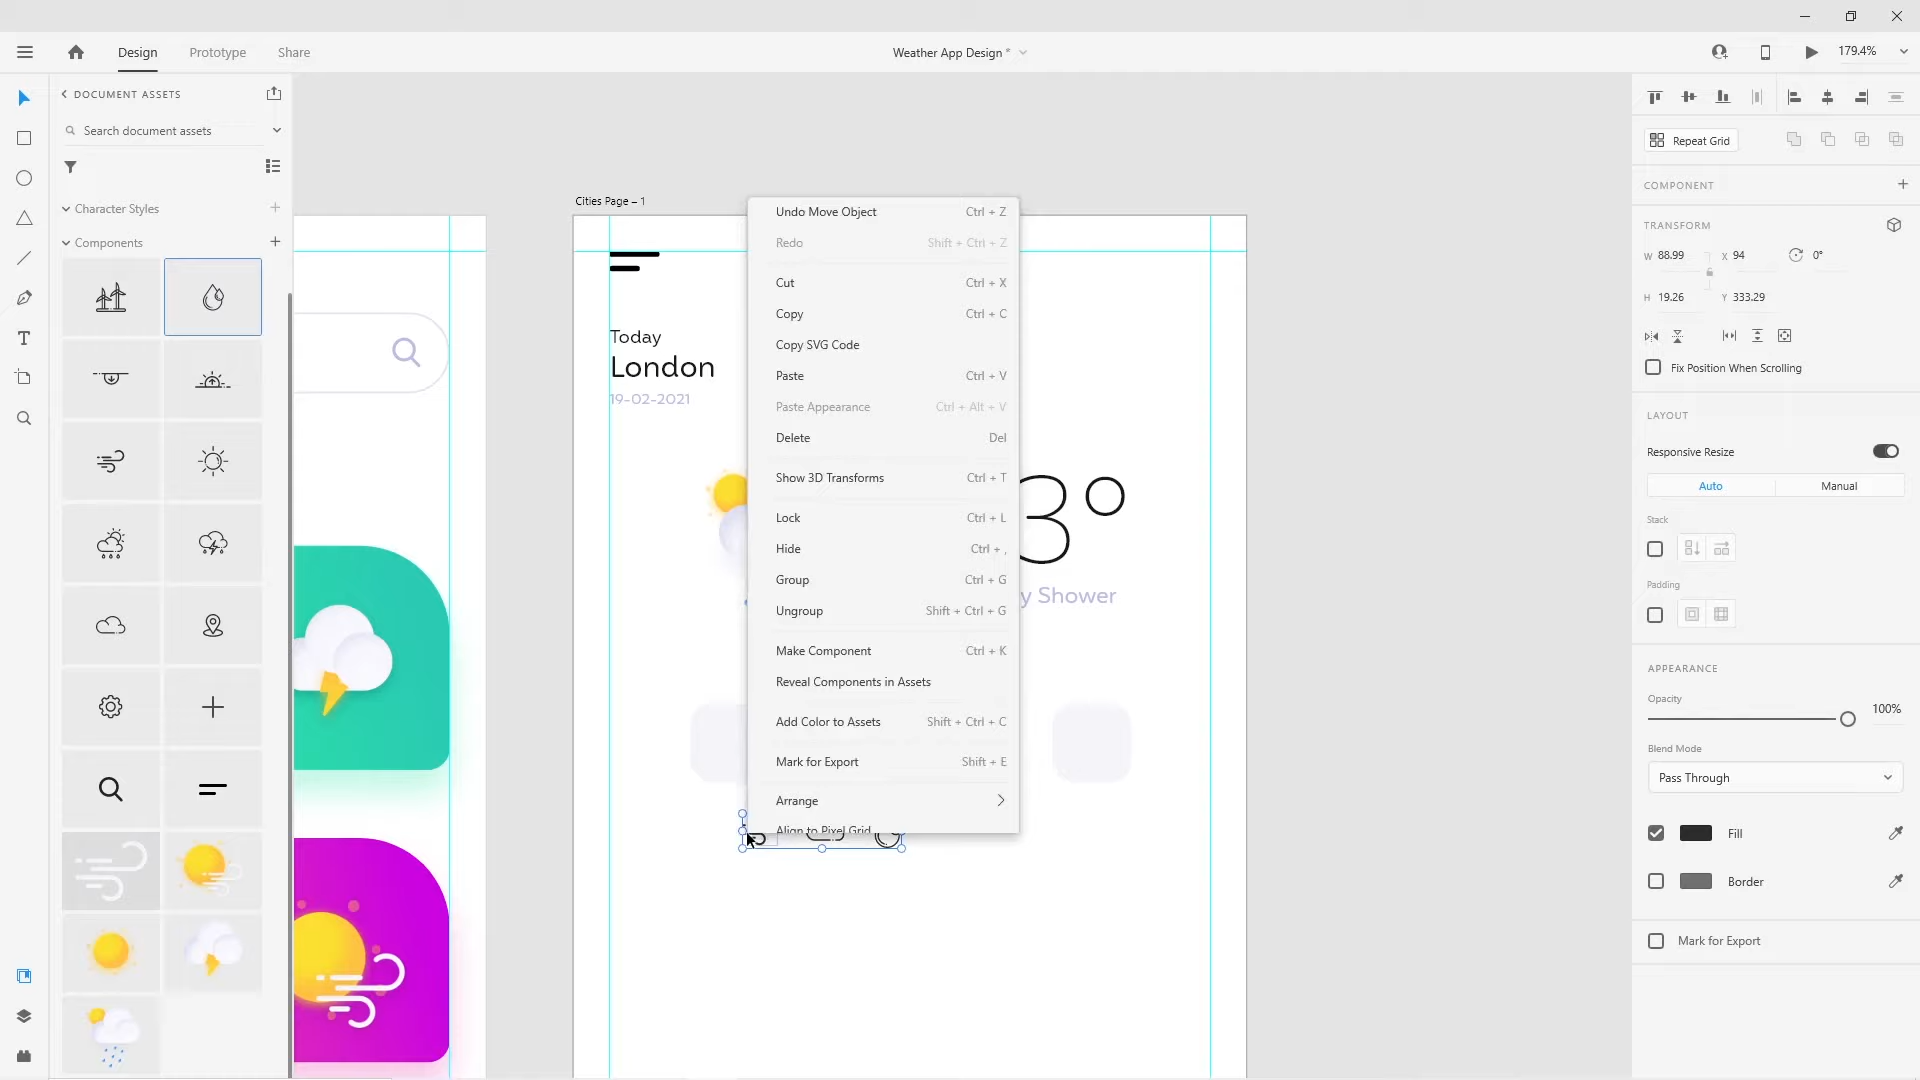 Design
Prototype
Share
Weather App Design *
179.4%
DOCUMENT ASSETS
Search document assets
Character Styles
Components
Cities Page – 1
Today
London
19-02-2021
3°
y Shower
Undo Move Object Ctrl + Z
Redo Shift + Ctrl + Z
Cut Ctrl + X
Copy Ctrl + C
Copy SVG Code
Paste Ctrl + V
Paste Appearance Ctrl + Alt + V
Delete Del
Show 3D Transforms Ctrl + T
Lock Ctrl + L
Hide Ctrl + ,
Group Ctrl + G
Ungroup Shift + Ctrl + G
Make Component Ctrl + K
Reveal Components in Assets
Add Color to Assets Shift + Ctrl + C
Mark for Export Shift + E
Arrange
Align to Pixel Grid
Repeat Grid
COMPONENT
TRANSFORM
W 88.99 X 94 0°
H 19.26 Y 333.29
Fix Position When Scrolling
LAYOUT
Responsive Resize
Auto Manual
Stack
Padding
APPEARANCE
Opacity
100%
Blend Mode
Pass Through
Fill
Border
Mark for Export